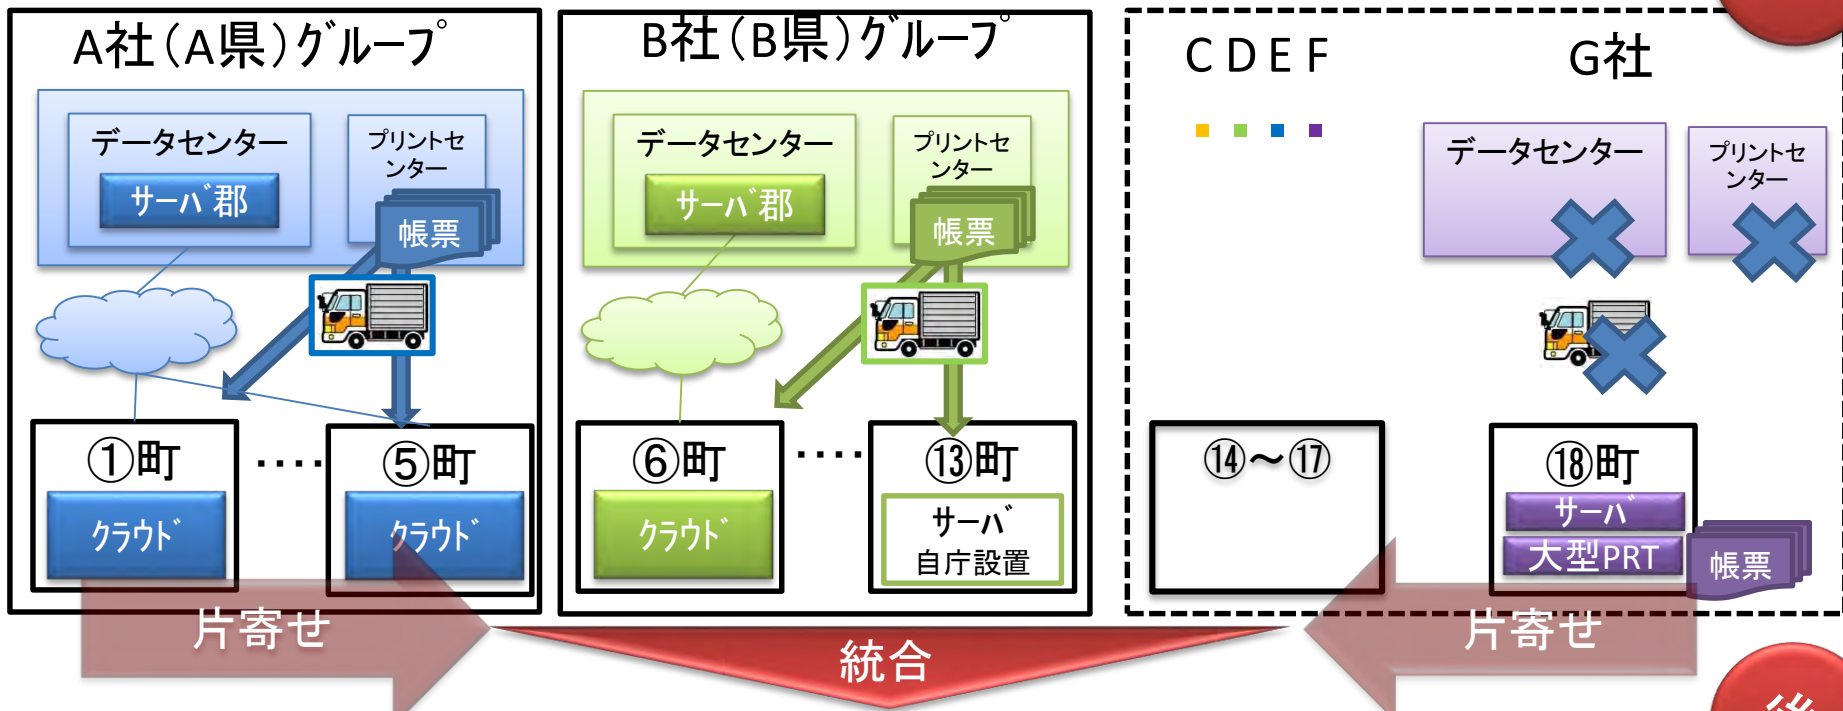 A社(A県)ｸﾞﾙｰﾌﾟ
データセンター
ｻｰﾊﾞ郡
プリントセ
ンター
帳票
①町
ｸﾗｳﾄﾞ
････
⑤町
ｸﾗｳﾄﾞ
B社(B県)ｸﾞﾙｰﾌﾟ
データセンター
ｻｰﾊﾞ郡
プリントセ
ンター
帳票
⑥町
ｸﾗｳﾄﾞ
････
⑬町
ｻｰﾊﾞ
自庁設置
C D E F
G社
データセンター
プリントセ
ンター
⑭～⑰
⑱町
ｻｰﾊﾞ
大型PRT
帳票
片寄せ
統合
片寄せ
後